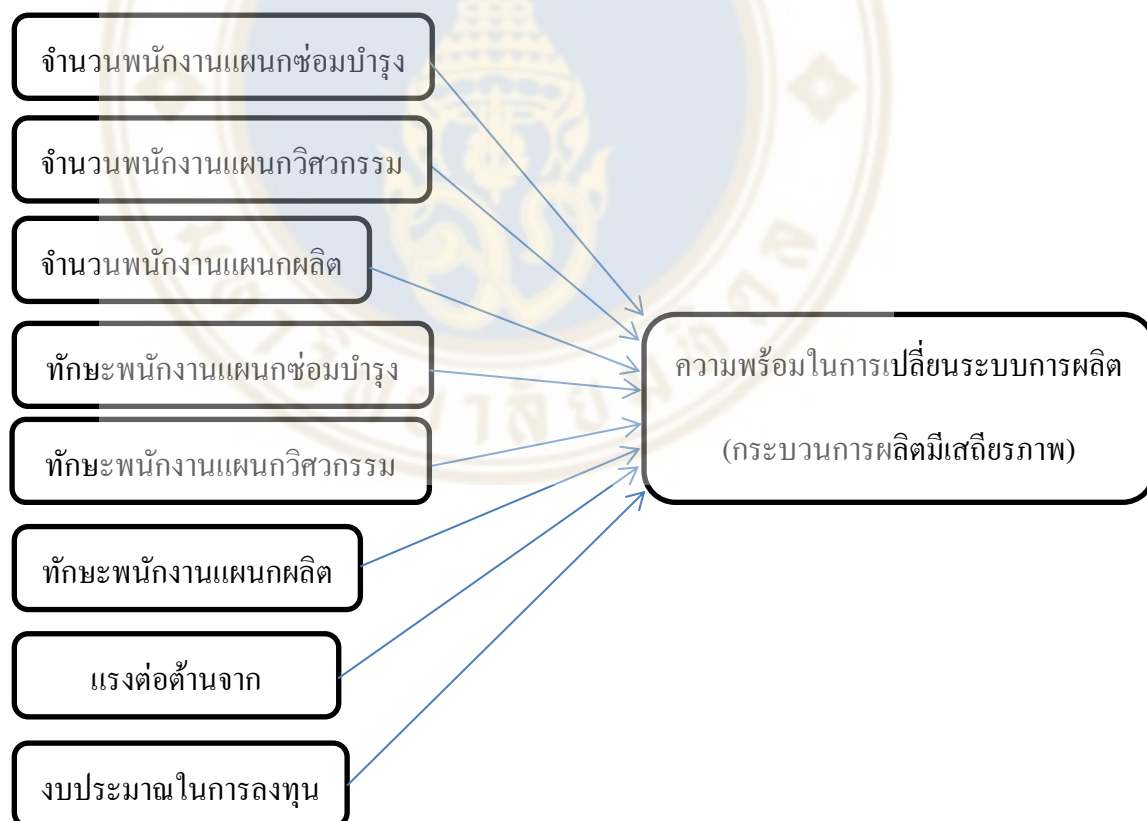 จำนวนพนักงานแผนกซ่อมบำรุง
จำนวนพนักงานแผนกวิศวกรรม
จำนวนพนักงานแผนกผลิต
ทักษะพนักงานแผนกซ่อมบำรุง
ทักษะพนักงานแผนกวิศวกรรม
ทักษะพนักงานแผนกผลิต
แรงต่อต้านจาก
งบประมาณในการลงทุน
ความพร้อมในการเปลี่ยนระบบการผลิต
(กระบวนการผลิตมีเสถียรภาพ)